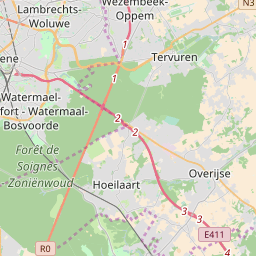 Lambrechts-
Woluwe
Wezembeek-
Oppem
N3
1
Tervuren
ene
1
Watermael-
fort - Watermaal-
Bosvoorde
2
2
Forêt de
Soignes
-Zoniënwoud
Hoeilaart
Overijse
3
3
E411
R0
4